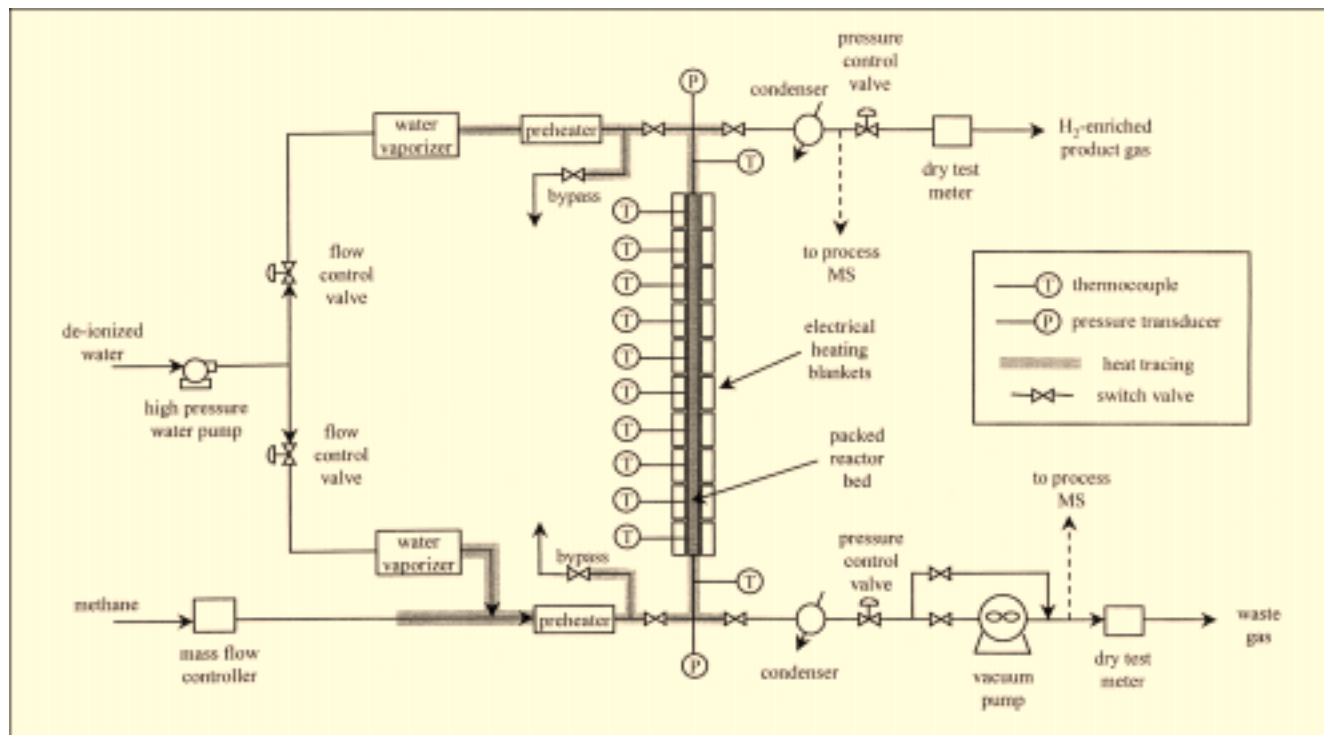 pressure
control
valve
condenser
P
water
vaporizer
preheater
H₂-enriched
product gas
dry test
meter
T
bypass
to process
MS
flow
control
valve
T
T
T
T
T
T
T
T
T
T
electrical
heating
blankets
packed
reactor
bed
T
thermocouple
P
pressure transducer
heat tracing
switch valve
de-ionized
water
high pressure
water pump
flow
control
valve
water
vaporizer
bypass
T
pressure
control
valve
to process
MS
methane
mass flow
controller
preheater
P
condenser
vacuum
pump
dry test
meter
waste
gas